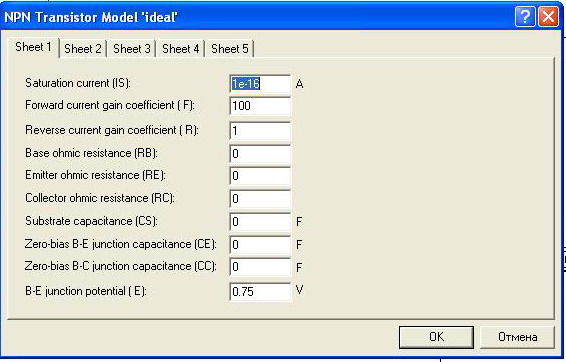 NPN Transistor Model 'ideal'
Sheet 1 Sheet 2 Sheet 3 Sheet 4 Sheet 5
Saturation current (IS): 1e-16 A
Forward current gain coefficient ( F): 100
Reverse current gain coefficient ( R): 1
Base ohmic resistance (RB): 0
Emitter ohmic resistance (RE): 0
Collector ohmic resistance (RC): 0
Substrate capacitance (CS): 0 F
Zero-bias B-E junction capacitance (CE): 0 F
Zero-bias B-C junction capacitance (CC): 0 F
B-E junction potential ( E): 0.75 V
OK Отмена